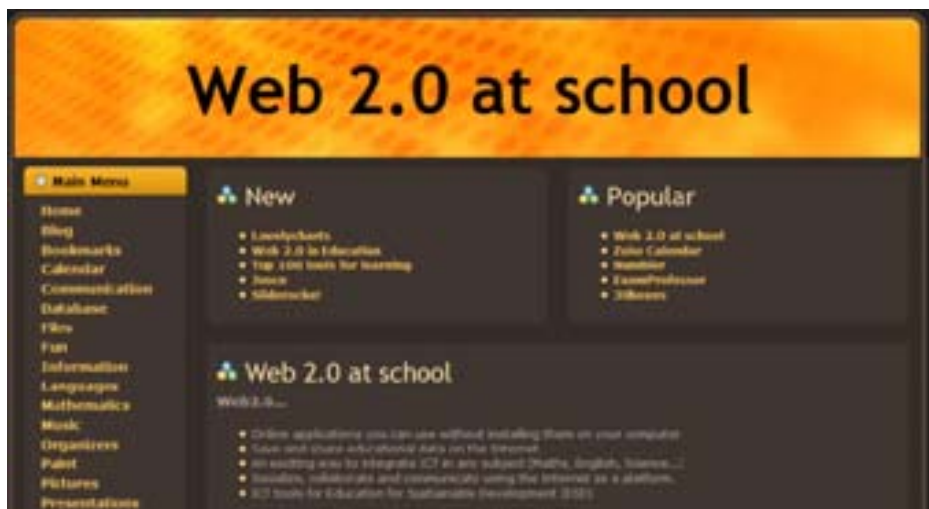 Web 2.0 at school
Main Menu
Home
Blog
Bookmarks
Calendar
Communication
Database
Files
Fun
Information
Languages
Mathematics
Music
Organizers
Paint
Pictures
Presentations
New
Lovelycharts
Web 2.0 in Education
Top 100 tools for learning
Sliderocket
Popular
Web 2.0 at school
Zoho Calendar
ExamProfessor
30Boxes
Web 2.0 at school
Web2.0...
Online applications you can use without installing them on your computer
Save and share educational data on the Internet
An exciting way to integrate ICT in any subject (Maths, English, Science...)
Socialize, collaborate and communicate using the Internet as a platform.
ICT tools for Education for Sustainable Development (ESD)